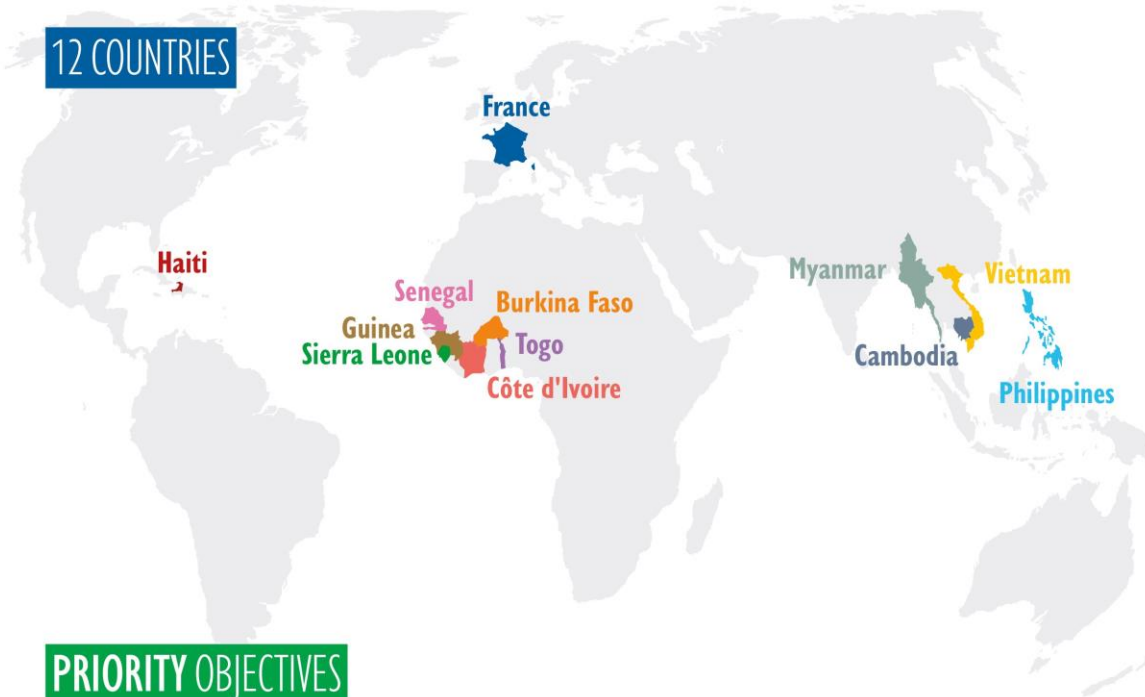 12 COUNTRIES
France
Haiti
Senegal
Guinea
Sierra Leone
Burkina Faso
Togo
Côte d'Ivoire
Myanmar
Vietnam
Cambodia
Philippines
PRIORITY OBJECTIVES